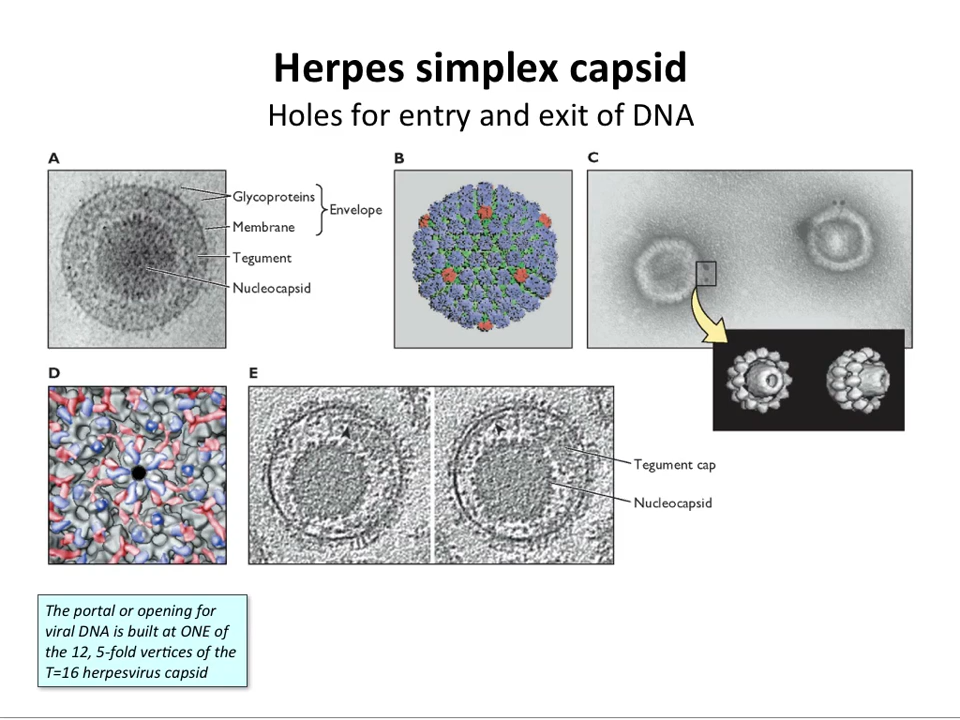 Herpes simplex capsid
Holes for entry and exit of DNA
A
B
C
Glycoproteins
Envelope
Membrane
Tegument
Nucleocapsid
D
E
Tegument cap
Nucleocapsid
The portal or opening for
viral DNA is built at ONE of
the 12, 5-fold vertices of the
T=16 herpesvirus capsid